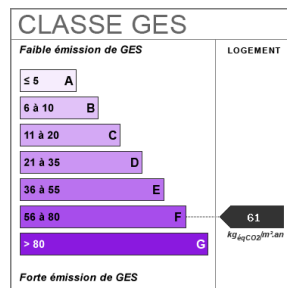 CLASSE GES
Faible émission de GES
LOGEMENT
≤ 5 A
6 à 10 B
11 à 20 C
21 à 35 D
36 à 55 E
56 à 80 F
61
kgéqCO2/m².an
> 80 G
Forte émission de GES